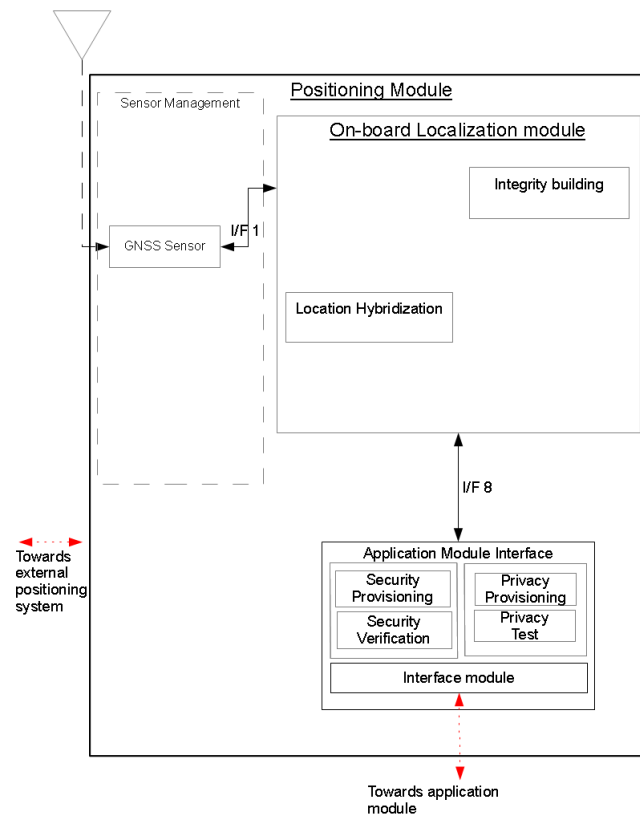 Positioning Module
Sensor Management
On-board Localization module
Integrity building
I/F 1
GNSS Sensor
Location Hybridization
I/F 8
Towards
external
positioning
system
Application Module Interface
Security
Provisioning
Privacy
Provisioning
Security
Verification
Privacy
Test
Interface module
Towards application
module